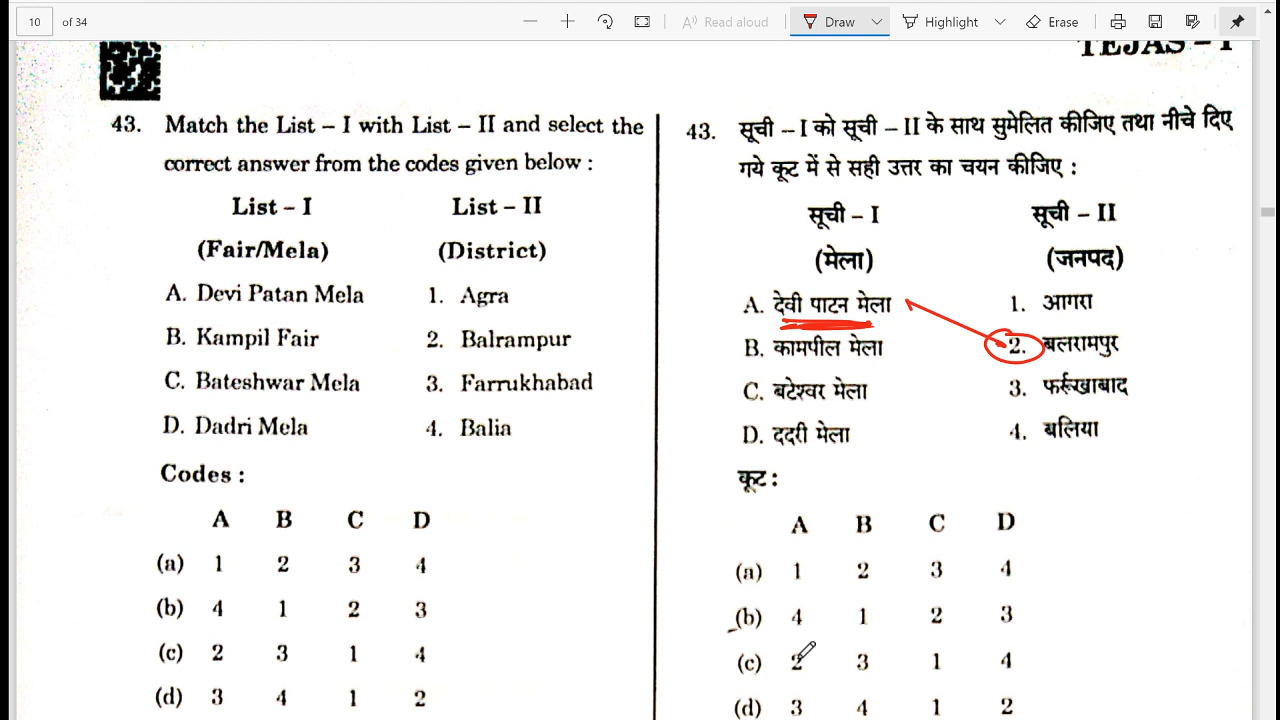 10 of 34 Read aloud Draw Highlight Erase
TEJAS – I
43. Match the List – I with List – II and select the
correct answer from the codes given below :
List – I List – II
(Fair/Mela) (District)
A. Devi Patan Mela 1. Agra
B. Kampil Fair 2. Balrampur
C. Bateshwar Mela 3. Farrukhabad
D. Dadri Mela 4. Balia
Codes :
A B C D
(a) 1 2 3 4
(b) 4 1 2 3
(c) 2 3 1 4
(d) 3 4 1 2
43. सूची – I को सूची – II के साथ सुमेलित कीजिए तथा नीचे दिए
गये कूट में से सही उत्तर का चयन कीजिए :
सूची – I सूची – II
(मेला) (जनपद)
A. देवी पाटन मेला 1. आगरा
B. कामपील मेला 2. बलरामपुर
C. बटेश्वर मेला 3. फर्रूखाबाद
D. ददरी मेला 4. बलिया
कूट :
A B C D
(a) 1 2 3 4
(b) 4 1 2 3
(c) 2 3 1 4
(d) 3 4 1 2